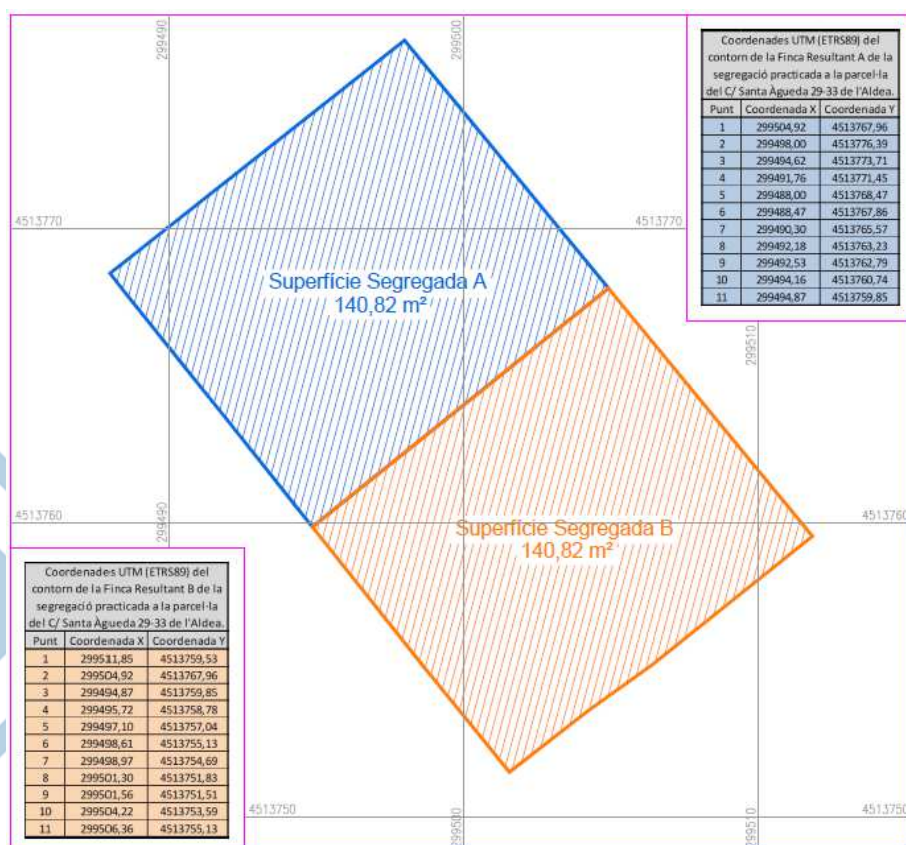 299490
299500
Coordenades UTM (ETRS89) del
contorn de la Finca Resultant A de la
segregació practicada a la parcel·la
del C/ Santa Àgueda 29-33 de l'Aldea.
Punt Coordenada X Coordenada Y
1 299504,92 4513767,96
2 299498,00 4513776,39
3 299494,62 4513773,71
4 299491,76 4513771,45
5 299488,00 4513768,47
6 299488,47 4513767,86
7 299490,30 4513765,57
8 299492,18 4513763,23
9 299492,53 4513762,79
10 299494,16 4513760,74
11 299494,87 4513759,85
4513770
4513770
Superfície Segregada A
140,82 m²
299510
4513760
4513760
299490
Superfície Segregada B
140,82 m²
Coordenades UTM (ETRS89) del
contorn de la Finca Resultant B de la
segregació practicada a la parcel·la
del C/ Santa Àgueda 29-33 de l'Aldea.
Punt Coordenada X Coordenada Y
1 299511,85 4513759,53
2 299504,92 4513767,96
3 299494,87 4513759,85
4 299495,72 4513758,78
5 299497,10 4513757,04
6 299498,61 4513755,13
7 299498,97 4513754,69
8 299501,30 4513751,83
9 299501,56 4513751,51
10 299504,22 4513753,59
11 299506,36 4513755,13
4513750
4513750
299500
299510